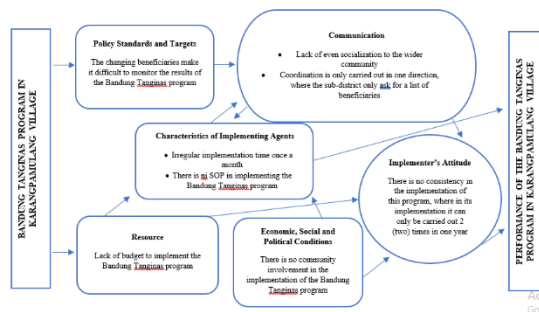 BANDUNG TANGINAS PROGRAM IN
KARANGPAMULANG VILLAGE
Policy Standards and Targets
The changing beneficiaries make
it difficult to monitor the results of
the Bandung Tanginas program
Communication
Lack of even socialization to the wider
community
Coordination is only carried out in one direction,
where the sub-district only ask for a list of
beneficiaries
Characteristics of Implementing Agents
Irregular implementation time once a
month
There is ni SOP in implementing the
Bandung Tanginas program
Implementer's Attitude
There is no consistency in
the implementation of
this program, where in its
implementation it can
only be carried out 2
(two) times in one year
Resource
Lack of budget to implement the
Bandung Tanginas program
Economic, Social and
Political Conditions
There is no community
involvement in the
implementation of the Bandung
Tanginas program
PERFORMANCE OF THE BANDUNG TANGINAS
PROGRAM IN KARANGPAMULANG VILLAGE